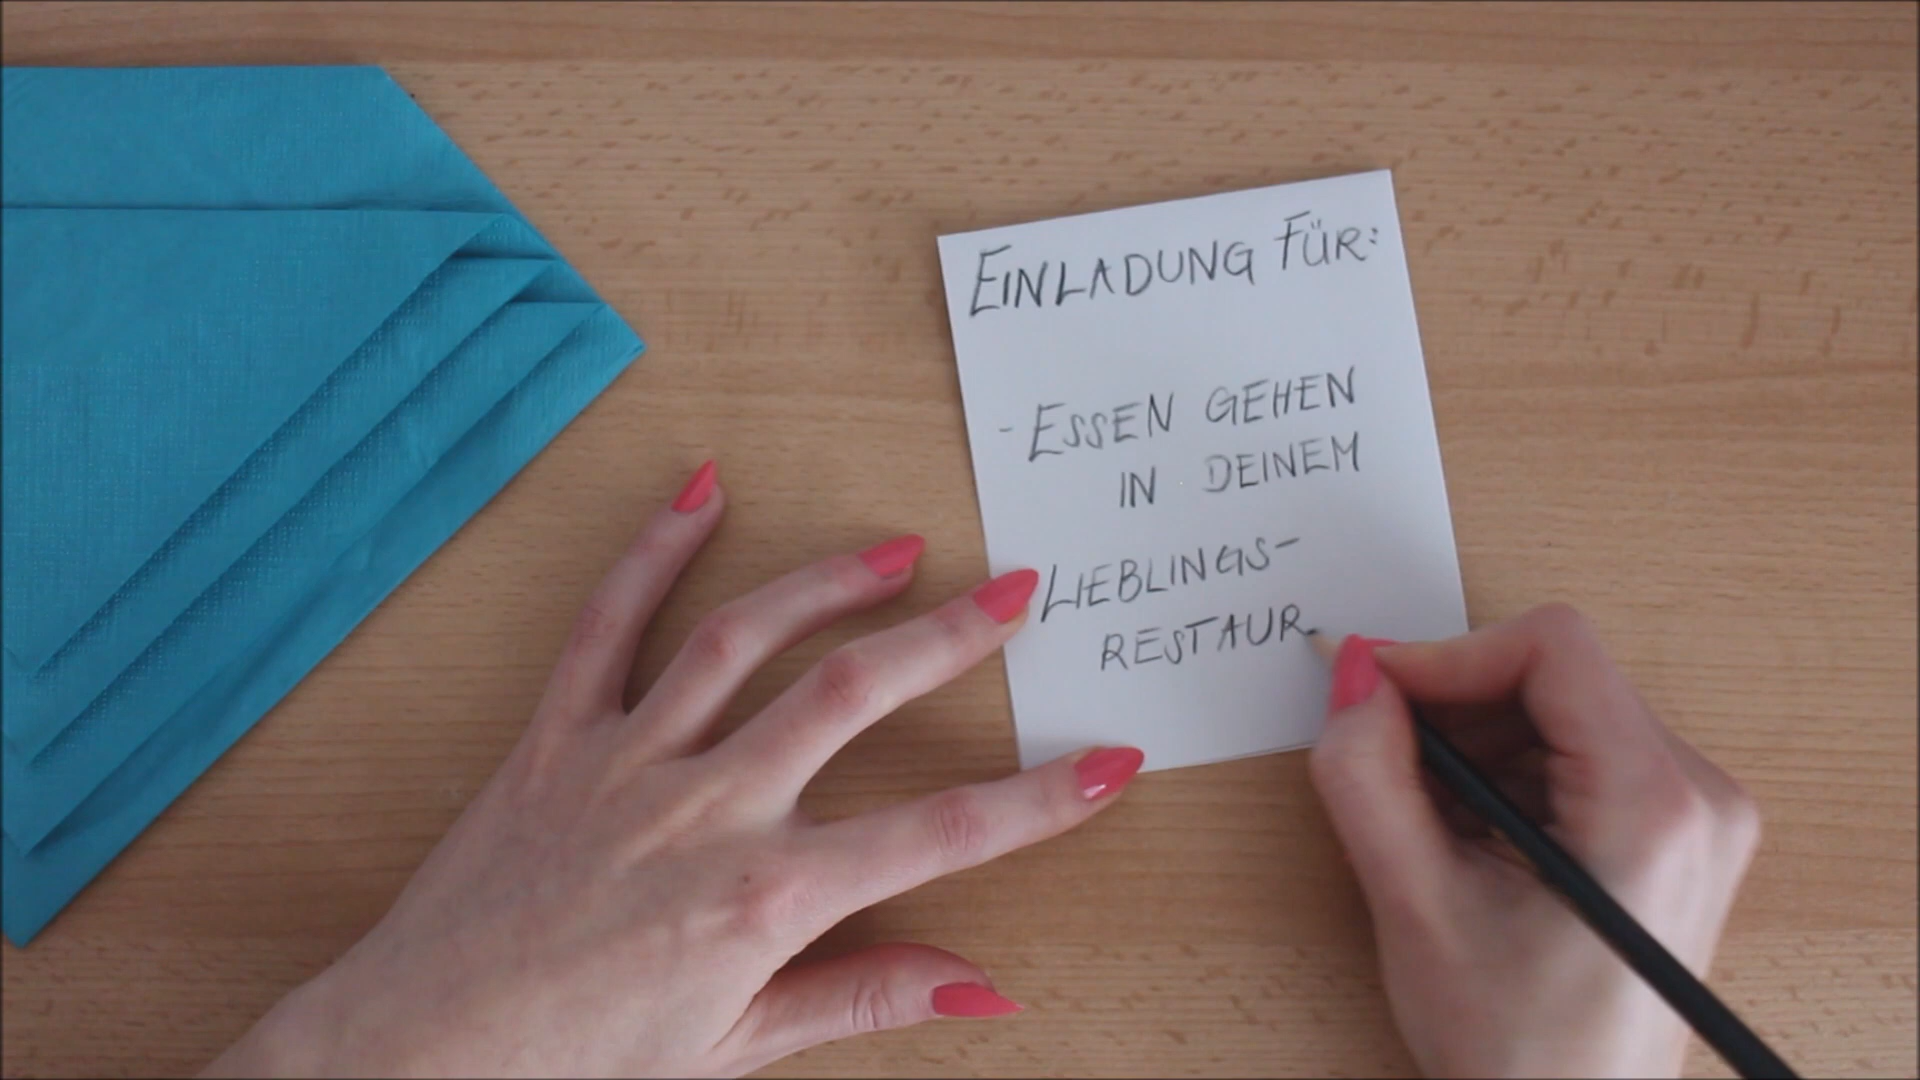 EINLADUNG FÜR:
- ESSEN GEHEN
IN DEINEM
LIEBLINGS-
RESTAUR